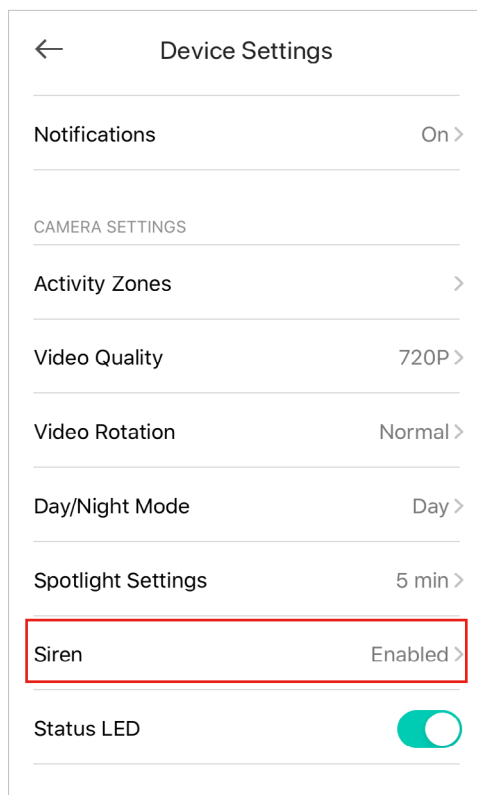 Device Settings
Notifications On
CAMERA SETTINGS
Activity Zones
Video Quality 720P
Video Rotation Normal
Day/Night Mode Day
Spotlight Settings 5 min
Siren Enabled
Status LED